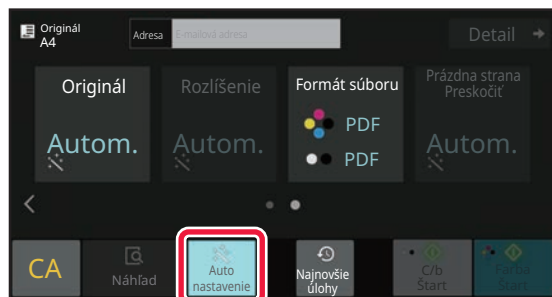 Originál
A4
Adresa
E-mailová adresa
Detail
Originál
Autom.
Rozlíšenie
Autom.
Formát súboru
PDF
PDF
Prázdna strana
Preskočiť
Autom.
CA
Náhľad
Auto
nastavenie
Najnovšie
úlohy
C/b
Štart
Farba
Štart